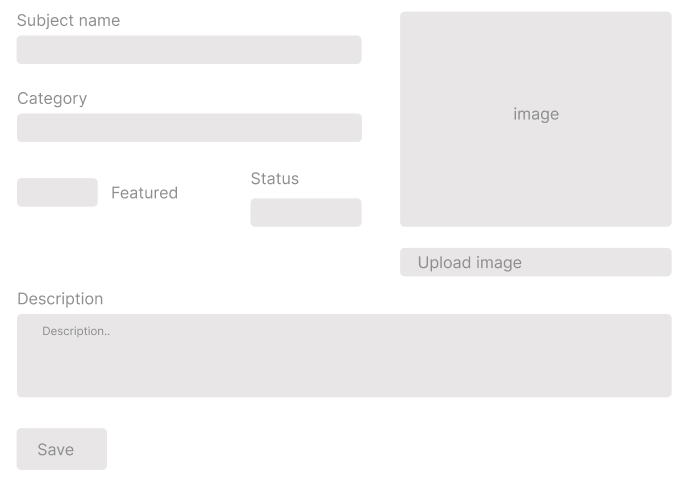 Subject name
Category
Featured
Status
image
Upload image
Description
Description..
Save